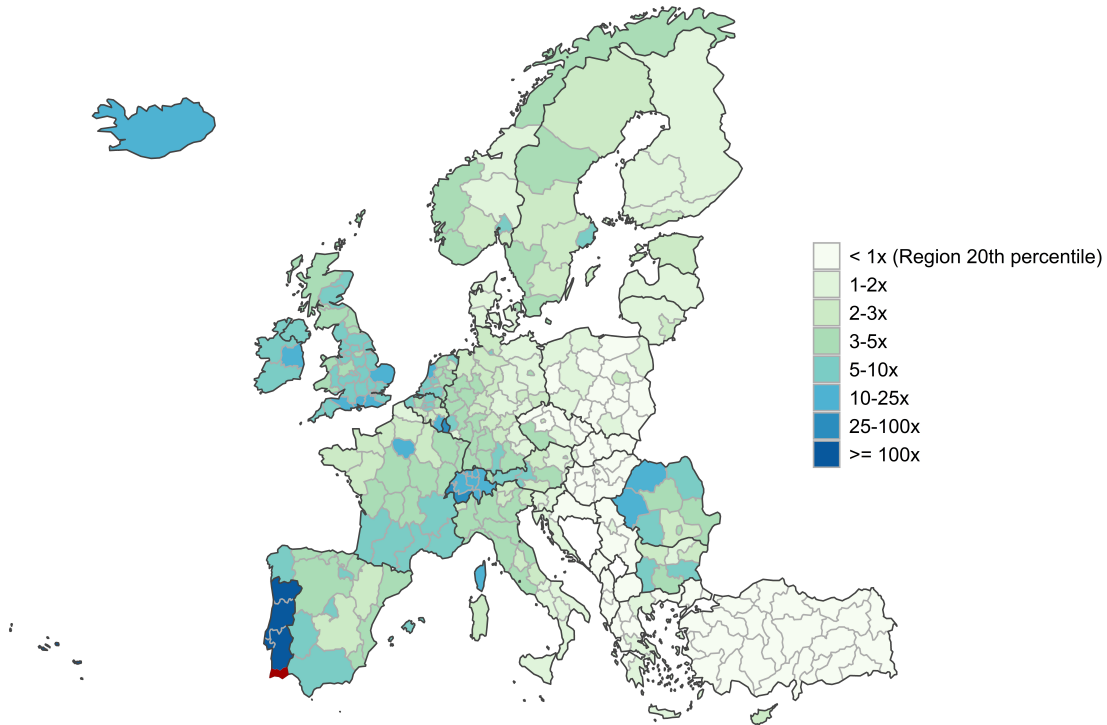 < 1x (Region 20th percentile)
1-2x
2-3x
3-5x
5-10x
10-25x
25-100x
>= 100x